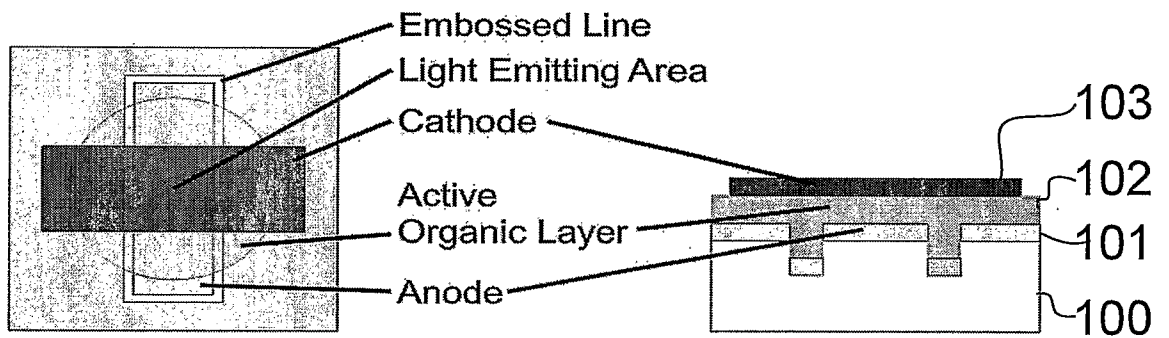 Embossed Line
Light Emitting Area
Cathode
Active
Organic Layer
Anode
103
102
101
100